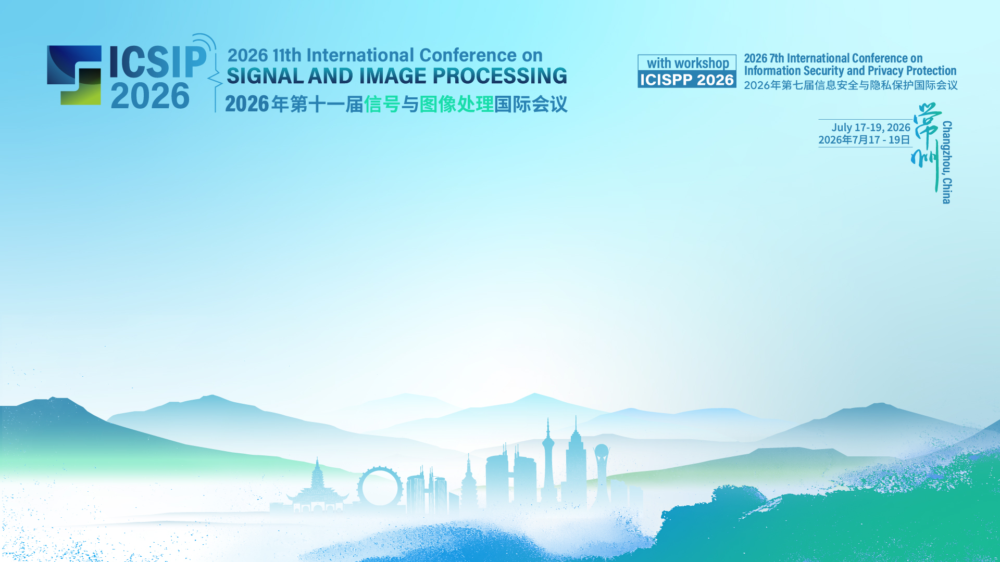 ICSIP
2026
2026 11th International Conference on
SIGNAL AND IMAGE PROCESSING
2026年第十一届信号与图像处理国际会议
with workshop
ICISPP 2026
2026 7th International Conference on
Information Security and Privacy Protection
2026年第七届信息安全与隐私保护国际会议
July 17-19, 2026
2026年7月17 - 19日
常州
Changzhou, China